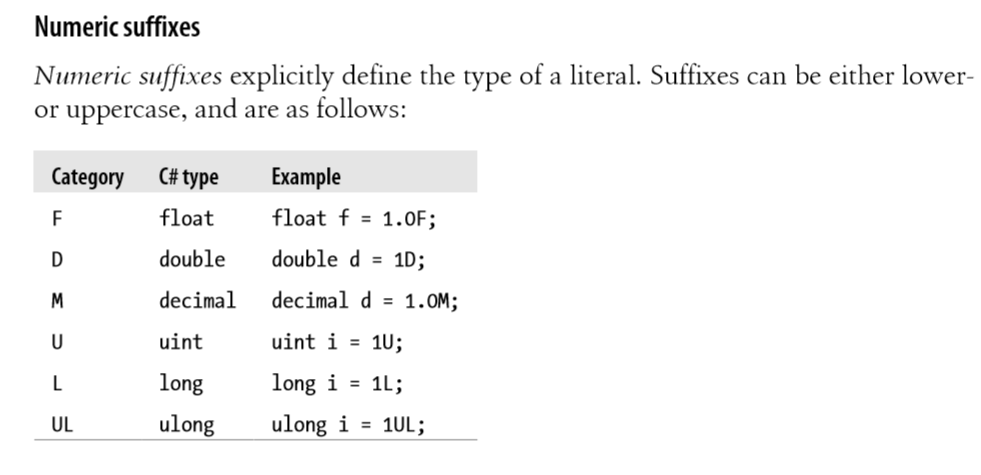 Numeric suffixes
Numeric suffixes explicitly define the type of a literal. Suffixes can be either lower-
or uppercase, and are as follows:
Category C# type Example
F float float f = 1.0F;
D double double d = 1D;
M decimal decimal d = 1.0M;
U uint uint i = 1U;
L long long i = 1L;
UL ulong ulong i = 1UL;